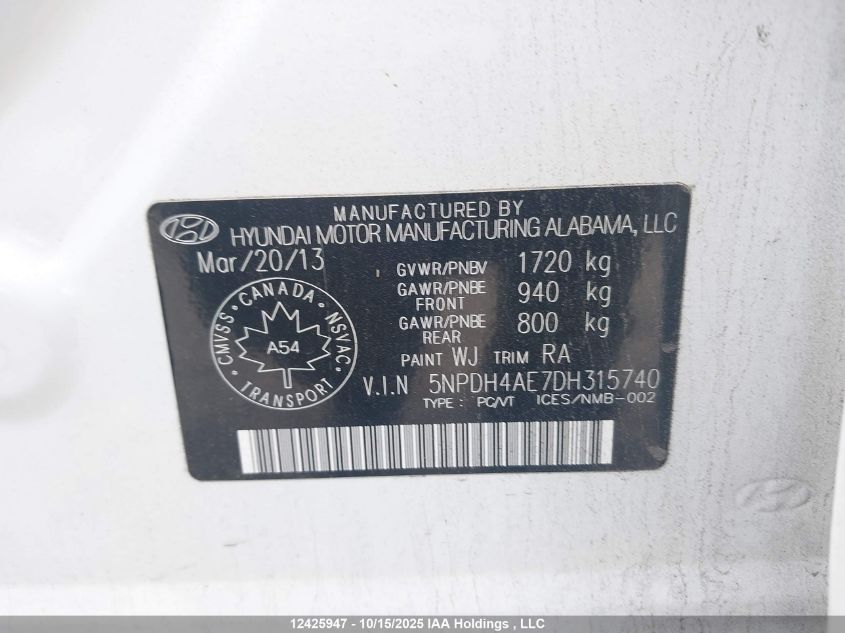 MANUFACTURED BY
HYUNDAI MOTOR MANUFACTURING ALABAMA, LLC
Mar/20/13
GVWR/PNBV 1720 kg
GAWR/PNBE FRONT 940 kg
GAWR/PNBE REAR 800 kg
PAINT WJ TRIM RA
CANADA
CMVSS NSVAC
A54
TRANSPORT
V.I.N 5NPDH4AE7DH315740
TYPE : PC/VT ICES/NMB-002
12425947 - 10/15/2025 IAA Holdings , LLC